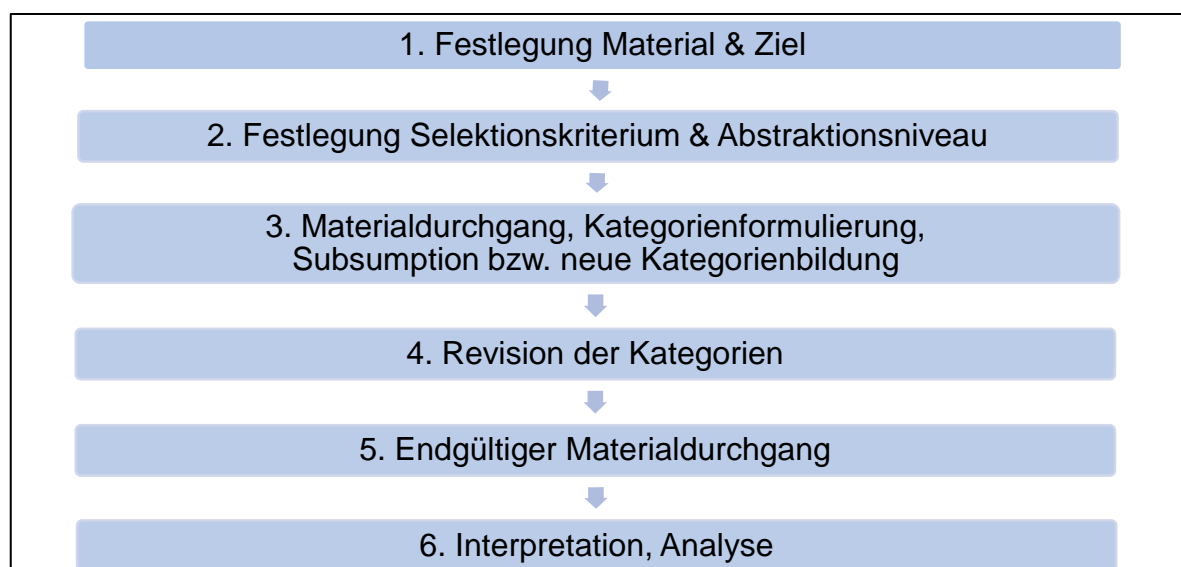 1. Festlegung Material & Ziel
2. Festlegung Selektionskriterium & Abstraktionsniveau
3. Materialdurchgang, Kategorienformulierung,
Subsumption bzw. neue Kategorienbildung
4. Revision der Kategorien
5. Endgültiger Materialdurchgang
6. Interpretation, Analyse